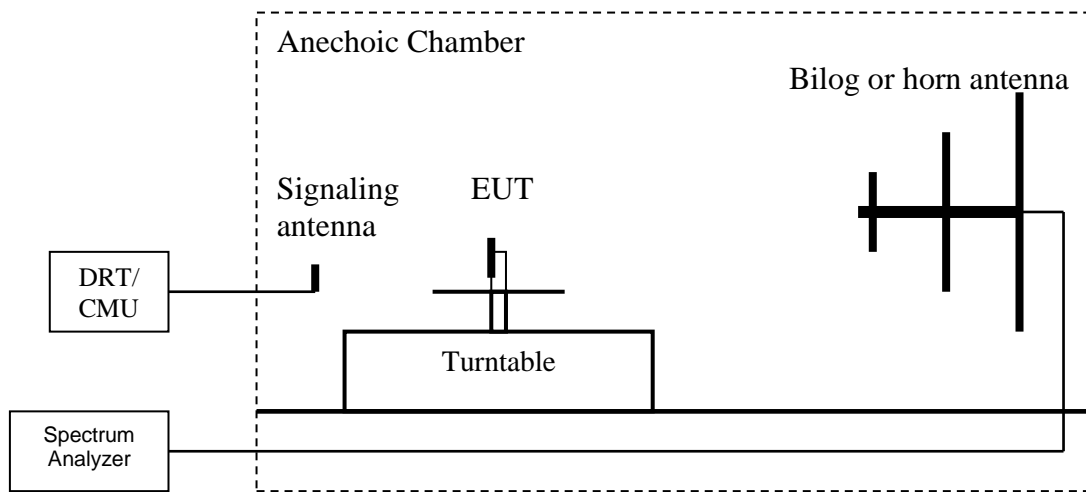 Anechoic Chamber
Bilog or horn antenna
Signaling
antenna
EUT
DRT/
CMU
Turntable
Spectrum
Analyzer